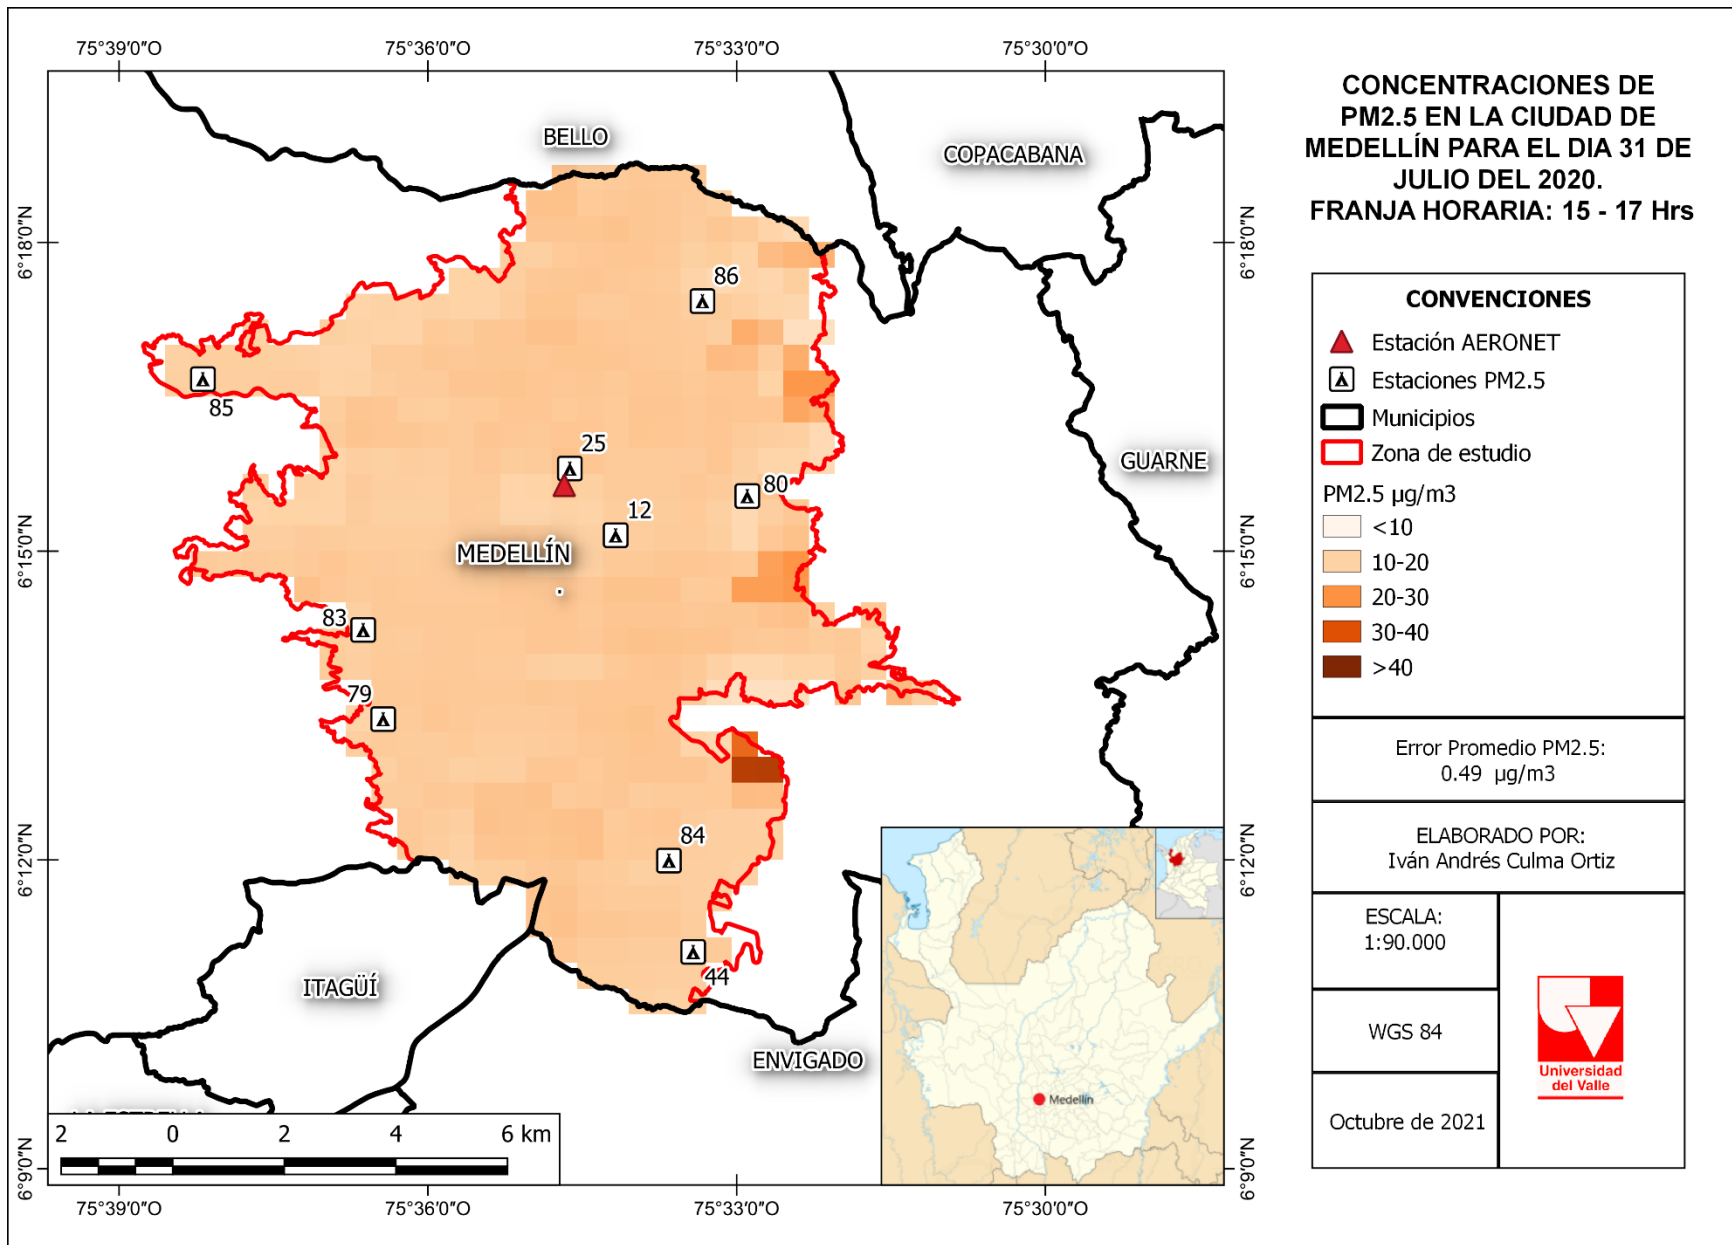 75°39'0"O
75°36'0"O
75°33'0"O
75°30'0"O
6°18'0"N
6°15'0"N
6°12'0"N
6°9'0"N
6°18'0"N
6°15'0"N
6°12'0"N
6°9'0"N
BELLO
COPACABANA
86
85
25
GUARNE
80
12
MEDELLÍN
83
79
84
44
ITAGÜÍ
ENVIGADO
LA ESTRELLA
2 0 2 4 6 km
Medellín
75°39'0"O
75°36'0"O
75°33'0"O
75°30'0"O
CONCENTRACIONES DE
PM2.5 EN LA CIUDAD DE
MEDELLÍN PARA EL DIA 31 DE
JULIO DEL 2020.
FRANJA HORARIA: 15 - 17 Hrs
CONVENCIONES
Estación AERONET
Estaciones PM2.5
Municipios
Zona de estudio
PM2.5 µg/m3
<10
10-20
20-30
30-40
>40
Error Promedio PM2.5:
0.49 µg/m3
ELABORADO POR:
Iván Andrés Culma Ortiz
ESCALA:
1:90.000
WGS 84
Octubre de 2021
Universidad
del Valle